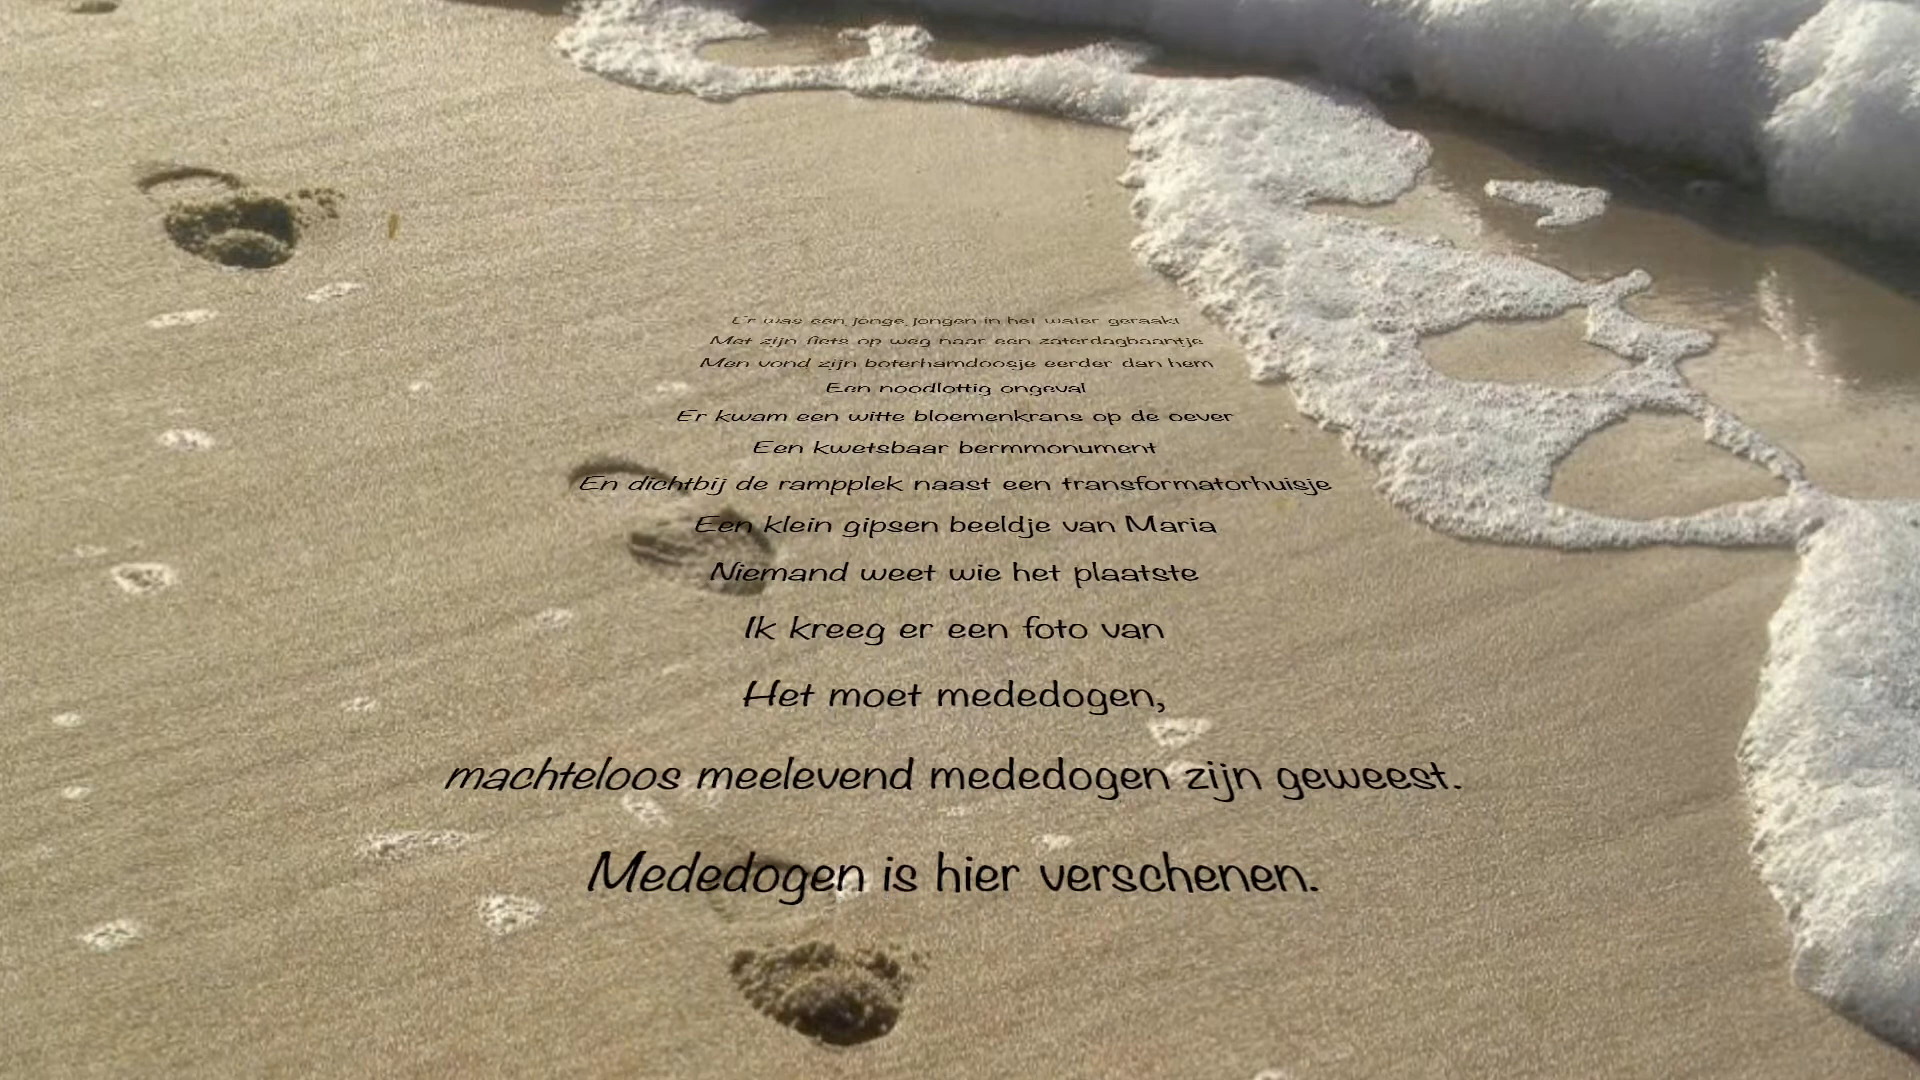 Er was een jonge jongen in het water geraakt
Met zijn fiets op weg naar een zaterdagbaantje
Men vond zijn boterhamdoosje eerder dan hem
Een noodlottig ongeval
Er kwam een witte bloemenkrans op de oever
Een kwetsbaar bermmonument
En dichtbij de rampplek naast een transformatorhuisje
Een klein gipsen beeldje van Maria
Niemand weet wie het plaatste
Ik kreeg er een foto van
Het moet mededogen,
machteloos meelevend mededogen zijn geweest.
Mededogen is hier verschenen.